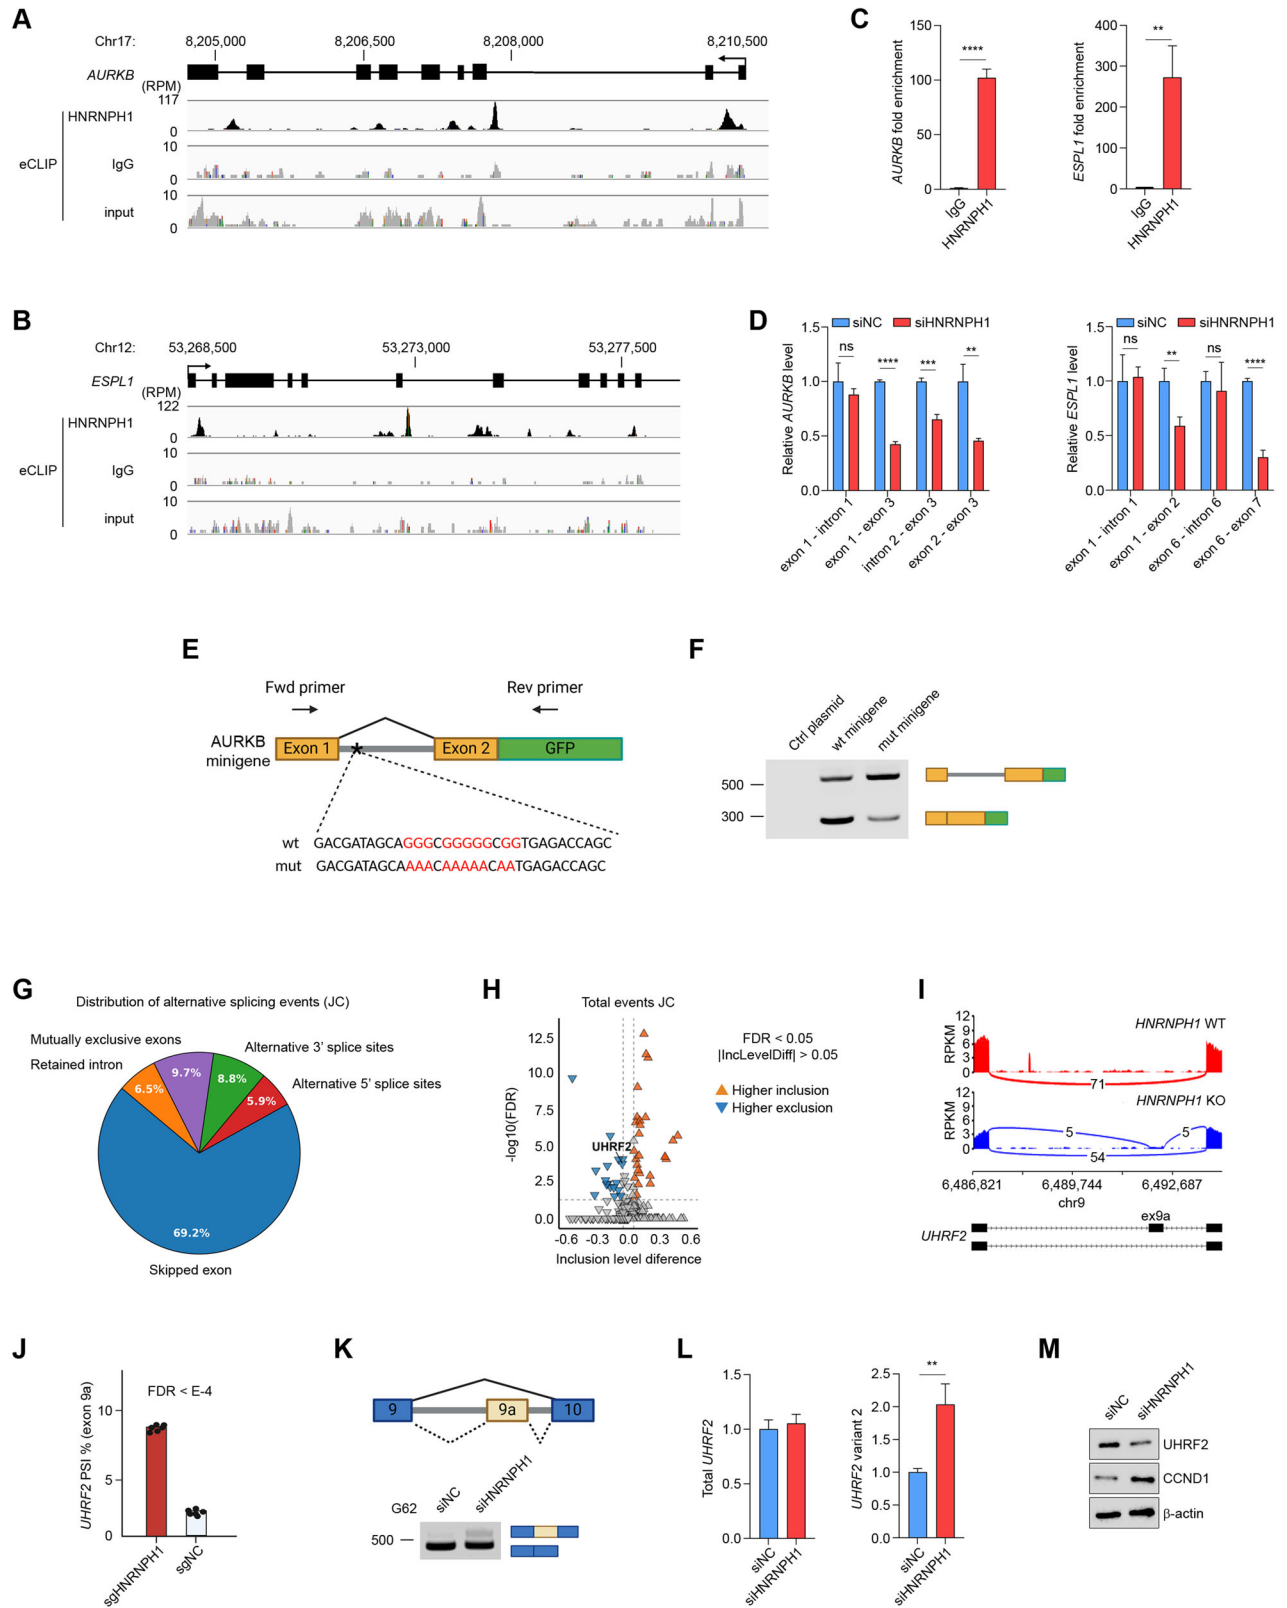 A
Chr17:
8,205,000
8,206,500
8,208,000
8,210,500
AURKB
(RPM)
117
HNRNPH1
0
10
eCLIP
IgG
0
10
input
0
B
Chr12:
53,268,500
53,273,000
53,277,500
ESPL1
(RPM)
122
HNRNPH1
0
10
eCLIP
IgG
0
10
input
0
C
AURKB fold enrichment
150
100
50
0
****
IgG
HNRNPH1
ESPL1 fold enrichment
400
300
200
100
0
**
IgG
HNRNPH1
D
siNC
siHNRNPH1
Relative AURKB level
1.5
1.0
0.5
0.0
ns
****
***
**
exon 1 - intron 1
exon 1 - exon 3
intron 2 - exon 3
exon 2 - exon 3
siNC
siHNRNPH1
Relative ESPL1 level
1.5
1.0
0.5
0.0
ns
**
ns
****
exon 1 - intron 1
exon 1 - exon 2
exon 6 - intron 6
exon 6 - exon 7
E
Fwd primer
Rev primer
AURKB
minigene
Exon 1
*
Exon 2
GFP
wt GACGATAGCAGGGCGGGGGCGGTGAGACCAGC
mut GACGATAGCAAAACAAAAACAATGAGACCAGC
F
Ctrl plasmid
wt minigene
mut minigene
500
300
G
Distribution of alternative splicing events (JC)
Mutually exclusive exons
Retained intron
Alternative 3' splice sites
Alternative 5' splice sites
9.7%
8.8%
6.5%
5.9%
69.2%
Skipped exon
H
Total events JC
12.5
10.0
7.5
5.0
2.5
0.0
-log10(FDR)
UHRF2
-0.6
-0.3
0.0
0.3
0.6
Inclusion level diference
FDR < 0.05
|IncLevelDiff| > 0.05
Higher inclusion
Higher exclusion
I
RPKM
12
9
6
3
0
HNRNPH1 WT
71
RPKM
12
9
6
3
0
HNRNPH1 KO
5
5
54
6,486,821
6,489,744
6,492,687
chr9
ex9a
UHRF2
J
UHRF2 PSI % (exon 9a)
10
5
0
FDR < E-4
sgHNRNPH1
sgNC
K
9
9a
10
G62
siNC
siHNRNPH1
500
L
Total UHRF2
1.5
1.0
0.5
0.0
siNC
siHNRNPH1
UHRF2 variant 2
2.5
2.0
1.5
1.0
0.5
0.0
**
siNC
siHNRNPH1
M
siNC
siHNRNPH1
UHRF2
CCND1
β-actin